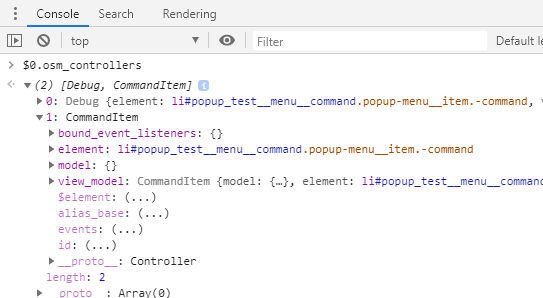 Console Search Rendering
top Filter Default le
> $0.osm_controllers
(2) [Debug, CommandItem] i
0: Debug {element: li#popup_test__menu__command.popup-menu__item.-command, v
1: CommandItem
bound_event_listeners: {}
element: li#popup_test__menu__command.popup-menu__item.-command
model: {}
view_model: CommandItem {model: {…}, element: li#popup_test__menu__command
$element: (...)
alias_base: (...)
events: (...)
id: (...)
__proto__: Controller
length: 2
__proto__: Array(0)